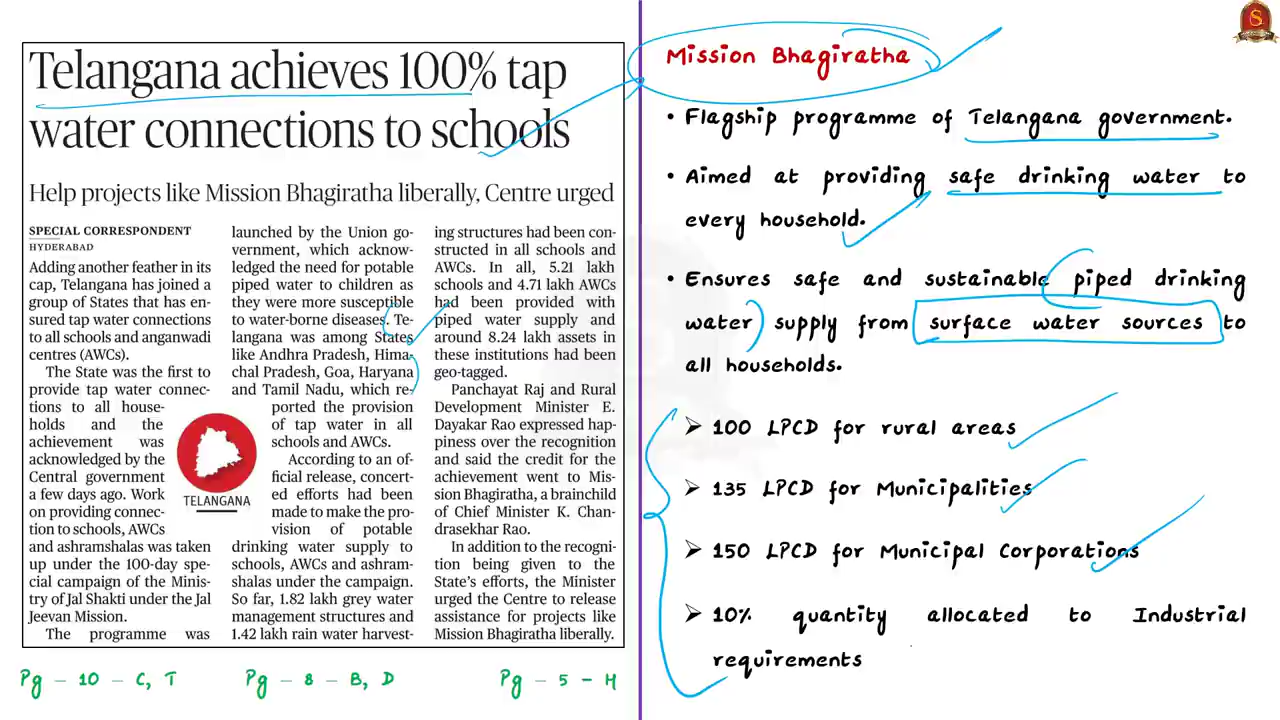 Telangana achieves 100% tap
water connections to schools
Help projects like Mission Bhagiratha liberally, Centre urged
SPECIAL CORRESPONDENT
HYDERABAD
Adding another feather in its
cap, Telangana has joined a
group of States that has en-
sured tap water connections
to all schools and anganwadi
centres (AWCs).
The State was the first to
provide tap water connec-
tions to all house-
holds and the
achievement was
acknowledged by the
Central government
a few days ago. Work
on providing connec-
tion to schools, AWCs
and ashramshalas was taken
up under the 100-day spe-
cial campaign of the Minis-
try of Jal Shakti under the Jal
Jeevan Mission.
The programme was
TELANGANA
launched by the Union go-
vernment, which acknow-
ledged the need for potable
piped water to children as
they were more susceptible
to water-borne diseases. Te-
langana was among States
like Andhra Pradesh, Hima-
chal Pradesh, Goa, Haryana
and Tamil Nadu, which re-
ported the provision
of tap water in all
schools and AWCs.
According to an of-
ficial release, concert-
ed efforts had been
made to make the pro-
vision of potable
drinking water supply to
schools, AWCs and ashram-
shalas under the campaign.
So far, 1.82 lakh grey water
management structures and
1.42 lakh rain water harvest-
ing structures had been con-
structed in all schools and
AWCs. In all, 5.21 lakh
schools and 4.71 lakh AWCs
had been provided with
piped water supply and
around 8.24 lakh assets in
these institutions had been
geo-tagged.
Panchayat Raj and Rural
Development Minister E.
Dayakar Rao expressed hap-
piness over the recognition
and said the credit for the
achievement went to Mis-
sion Bhagiratha, a brainchild
of Chief Minister K. Chan-
drasekhar Rao.
In addition to the recogni-
tion being given to the
State's efforts, the Minister
urged the Centre to release
assistance for projects like
Mission Bhagiratha liberally.
Pg - 10 - C, T
Pg - 8 - B, D
Pg - 5 - H
Mission Bhagiratha
• Flagship programme of Telangana government.
• Aimed at providing safe drinking water to
every household.
• Ensures safe and sustainable piped drinking
water supply from surface water sources to
all households.
➤ 100 LPCD for rural areas
➤ 135 LPCD for Municipalities
➤ 150 LPCD for Municipal Corporations
➤ 10% quantity allocated to Industrial
requirements